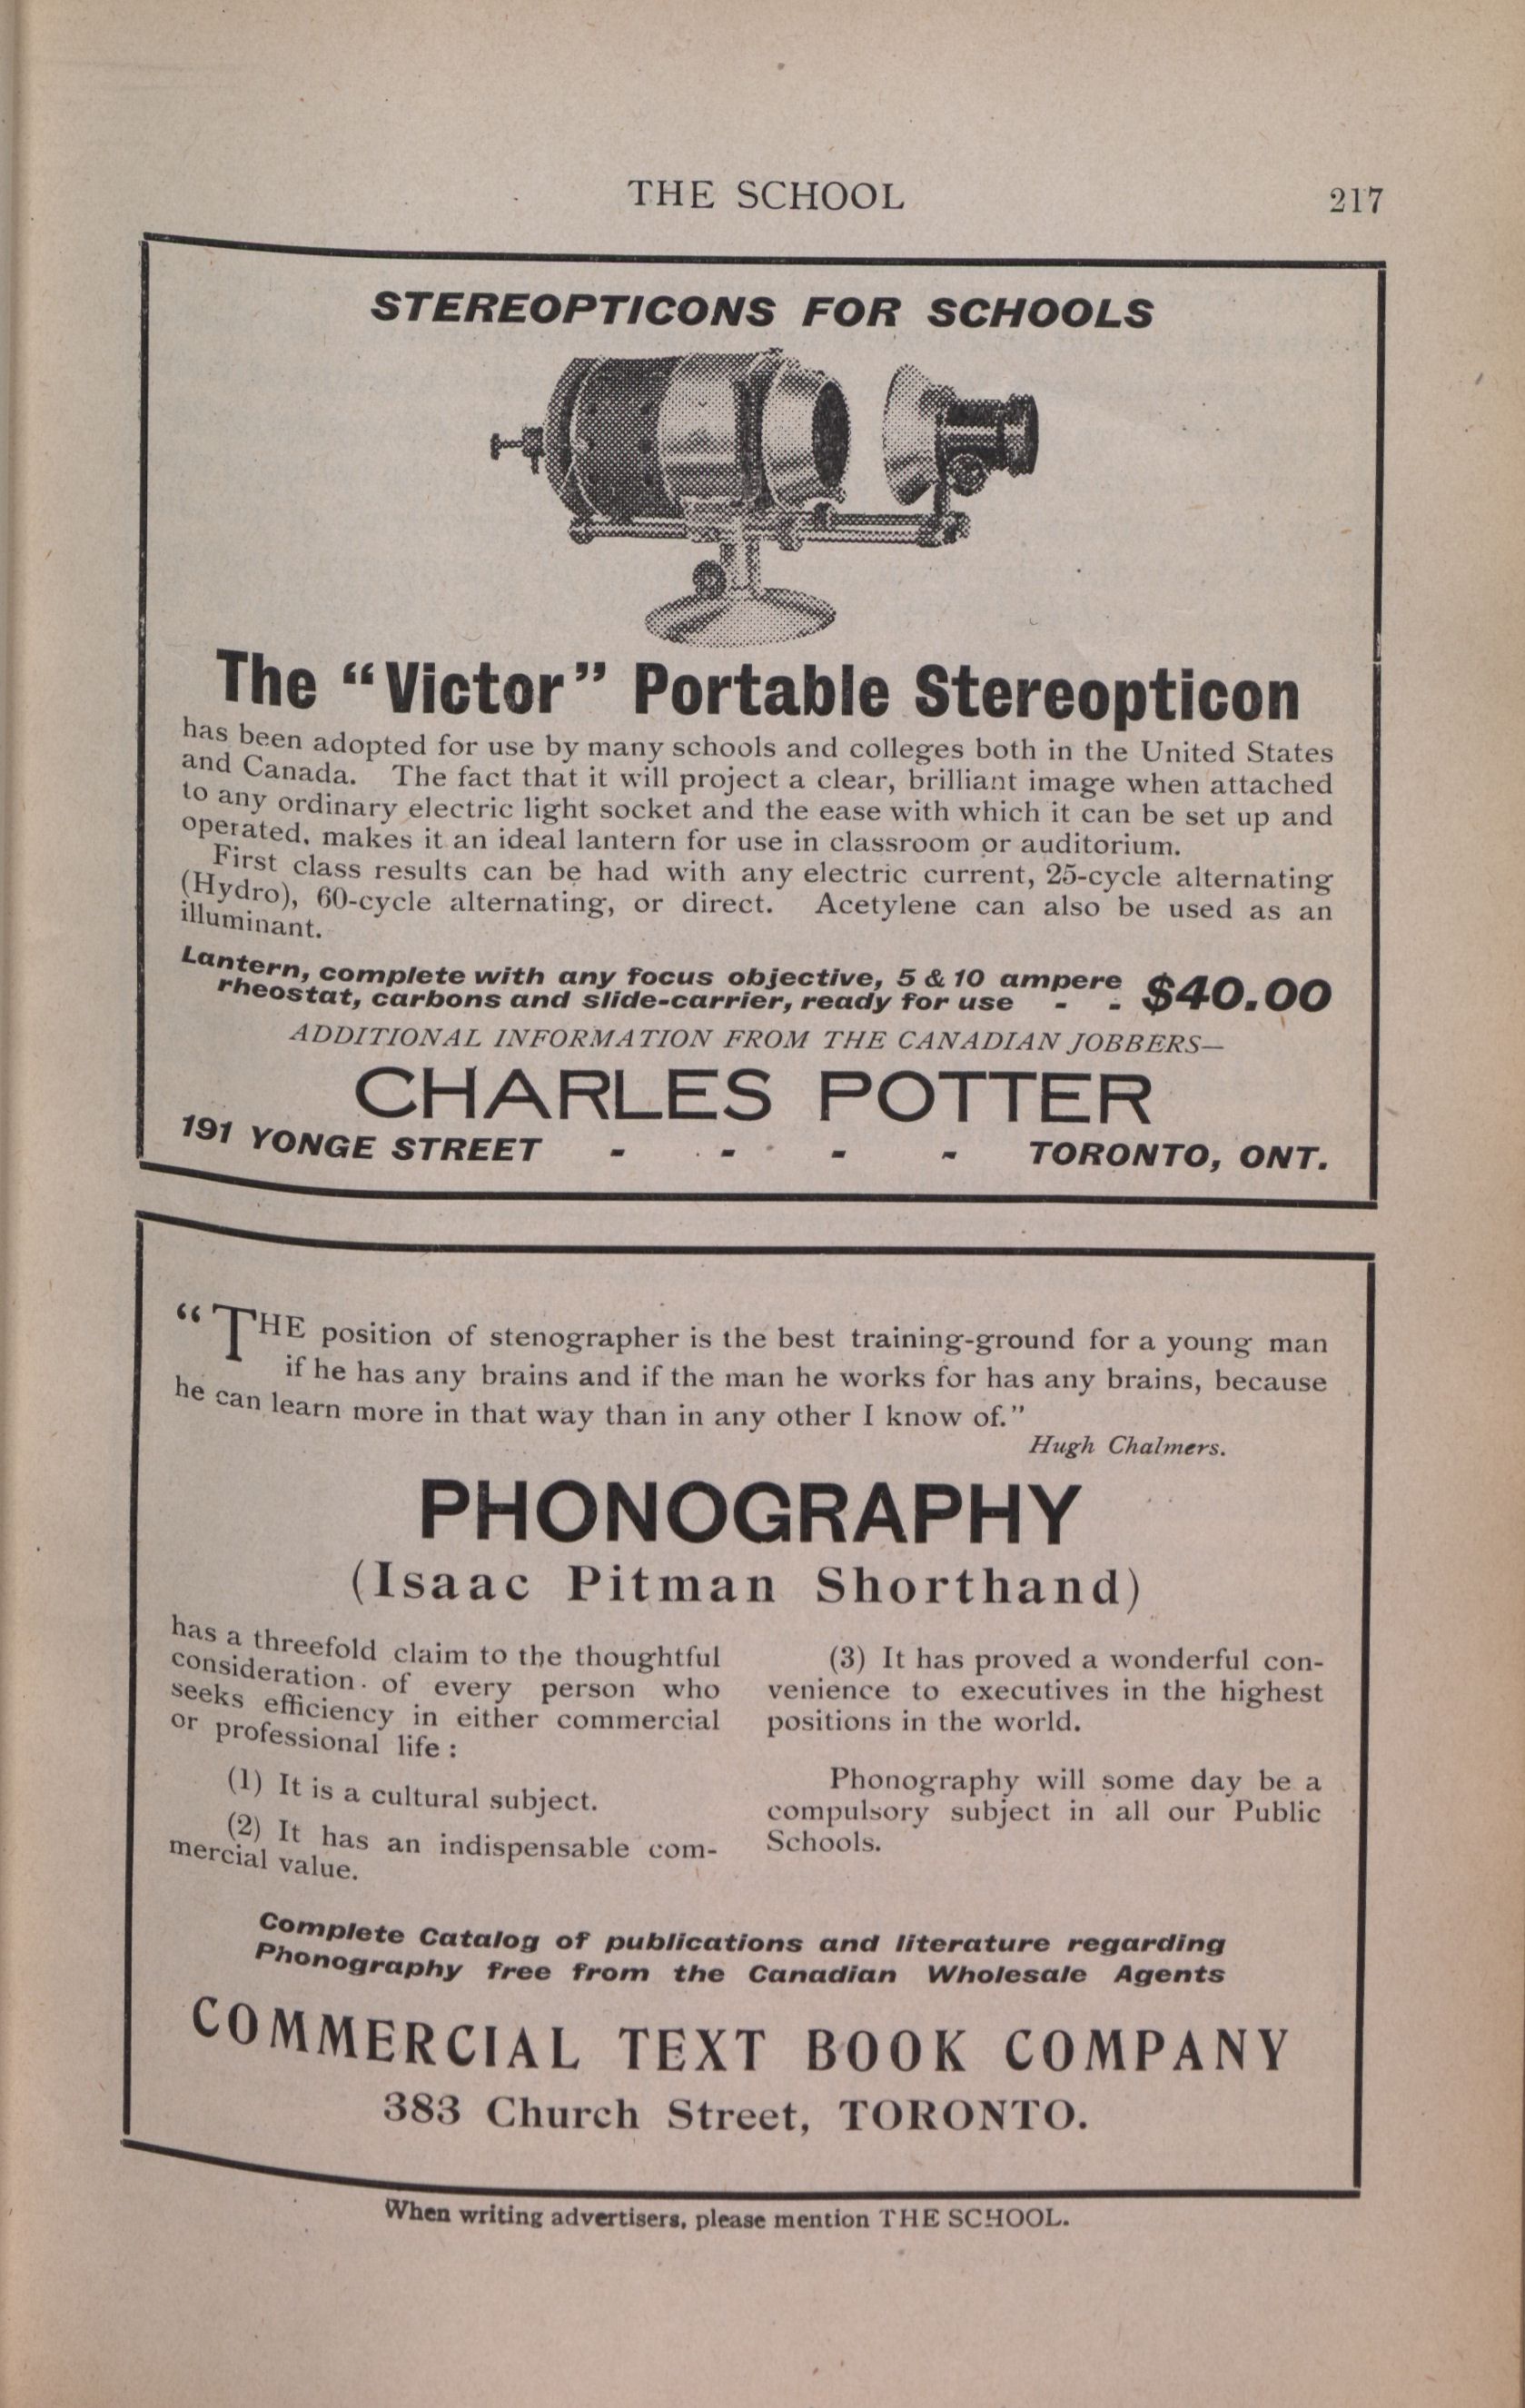 THE SCHOOL 217
STEREOPTICONS FOR SCHOOLS
The "Victor" Portable Stereopticon
has been adopted for use by many schools and colleges both in the United States
and Canada. The fact that it will project a clear, brilliant image when attached
to any ordinary electric light socket and the ease with which it can be set up and
operated, makes it an ideal lantern for use in classroom or auditorium.
First class results can be had with any electric current, 25-cycle alternating
(Hydro), 60-cycle alternating, or direct. Acetylene can also be used as an
illuminant.
Lantern, complete with any focus objective, 5 & 10 ampere
rheostat, carbons and slide-carrier, ready for use - - $40.00
ADDITIONAL INFORMATION FROM THE CANADIAN JOBBERS—
CHARLES POTTER
191 YONGE STREET - - - - TORONTO, ONT.
"THE position of stenographer is the best training-ground for a young man
if he has any brains and if the man he works for has any brains, because
he can learn more in that way than in any other I know of."
Hugh Chalmers.
PHONOGRAPHY
(Isaac Pitman Shorthand)
has a threefold claim to the thoughtful
consideration of every person who
seeks efficiency in either commercial
or professional life :
(1) It is a cultural subject.
(2) It has an indispensable com-
mercial value.
(3) It has proved a wonderful con-
venience to executives in the highest
positions in the world.
Phonography will some day be a
compulsory subject in all our Public
Schools.
Complete Catalog of publications and literature regarding
Phonography free from the Canadian Wholesale Agents
COMMERCIAL TEXT BOOK COMPANY
383 Church Street, TORONTO.
When writing advertisers, please mention THE SCHOOL.